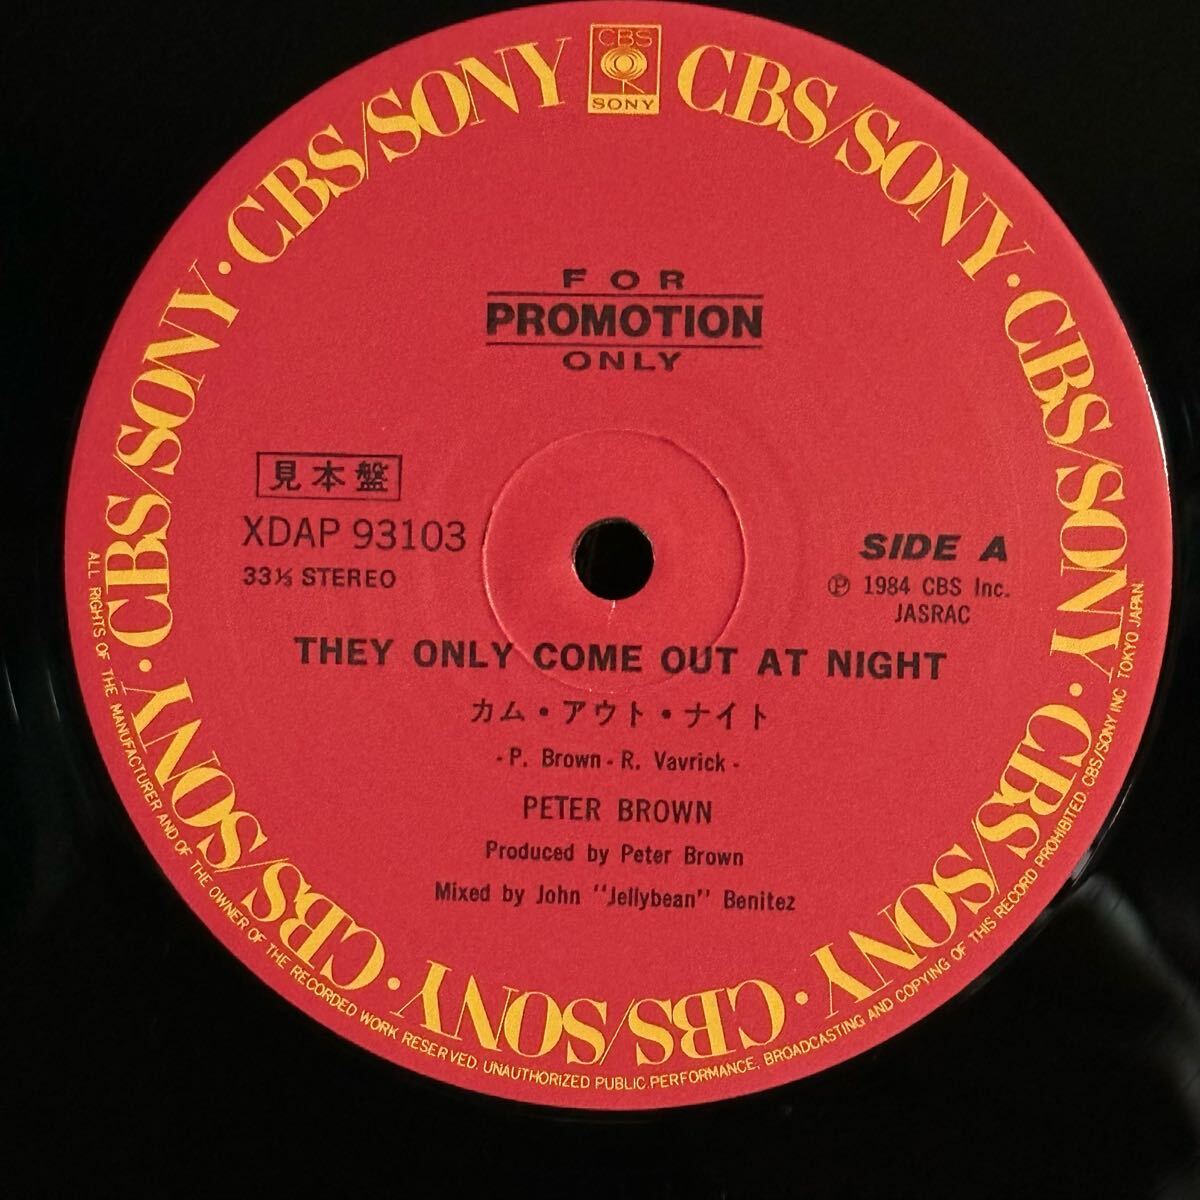 CBS
SONY
CBS/SONY · CBS/SONY · CBS/SONY · CBS/SONY · CBS/SONY · CBS/SONY · CBS/SONY · CBS/SONY · CBS/SONY
FOR
PROMOTION
ONLY
見本盤
XDAP 93103
33⅓ STEREO
SIDE A
Ⓟ 1984 CBS Inc.
JASRAC
THEY ONLY COME OUT AT NIGHT
カム・アウト・ナイト
- P. Brown - R. Vavrick -
PETER BROWN
Produced by Peter Brown
Mixed by John "Jellybean" Benitez
ALL RIGHTS OF THE MANUFACTURER AND OF THE OWNER OF THE RECORDED WORK RESERVED. UNAUTHORIZED PUBLIC PERFORMANCE, BROADCASTING AND COPYING OF THIS RECORD PROHIBITED. CBS/SONY INC. TOKYO JAPAN.